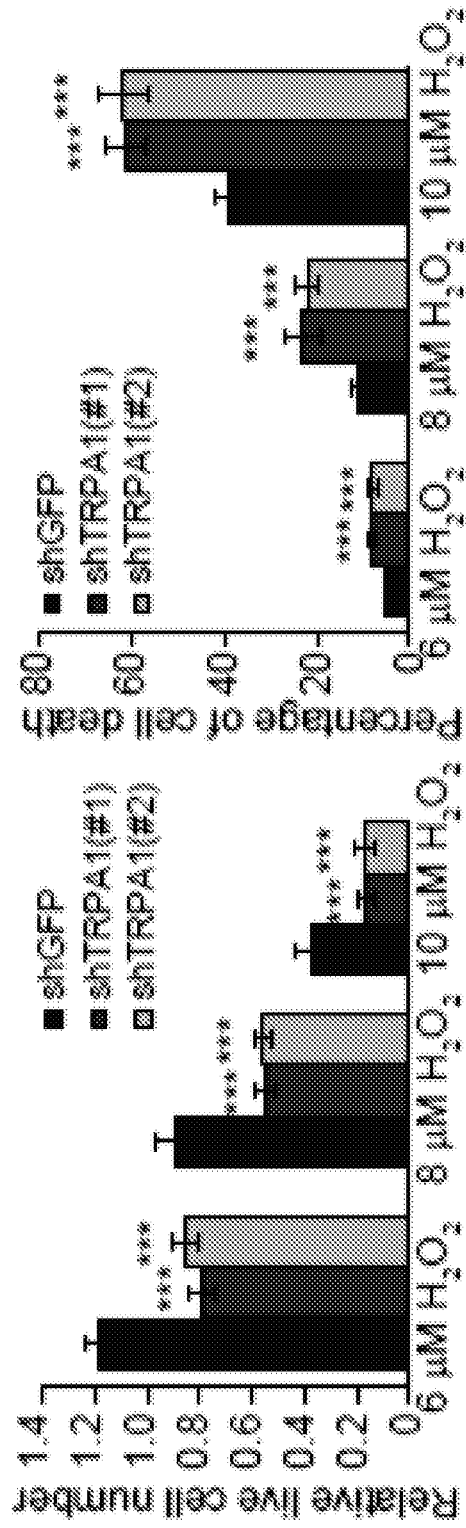 Relative live cell number
1.4
1.2
1.0
0.8
0.6
0.4
0.2
0
■ shGFP
■ shTRPA1(#1)
□ shTRPA1(#2)
***
***
***
***
***
***
6 µM H₂O₂
8 µM H₂O₂
10 µM H₂O₂
Percentage of cell death
80
60
40
20
0
■ shGFP
■ shTRPA1(#1)
□ shTRPA1(#2)
***
***
***
***
***
***
6 µM H₂O₂
8 µM H₂O₂
10 µM H₂O₂